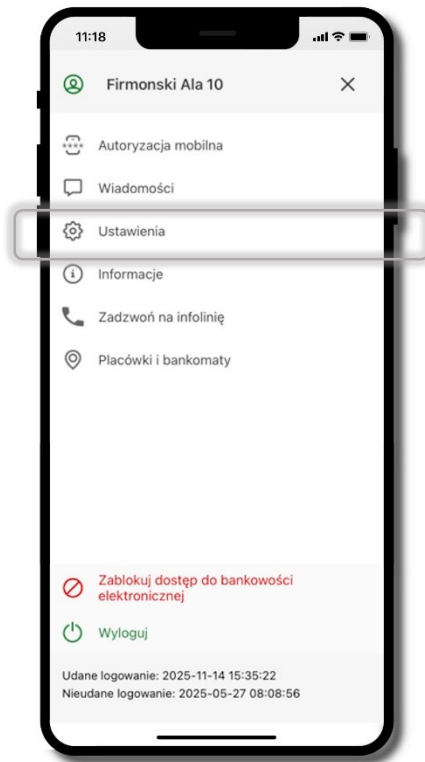 11:18
Firmonski Ala 10
Autoryzacja mobilna
Wiadomości
Ustawienia
Informacje
Zadzwoń na infolinię
Placówki i bankomaty
Zablokuj dostęp do bankowości
elektronicznej
Wyloguj
Udane logowanie: 2025-11-14 15:35:22
Nieudane logowanie: 2025-05-27 08:08:56